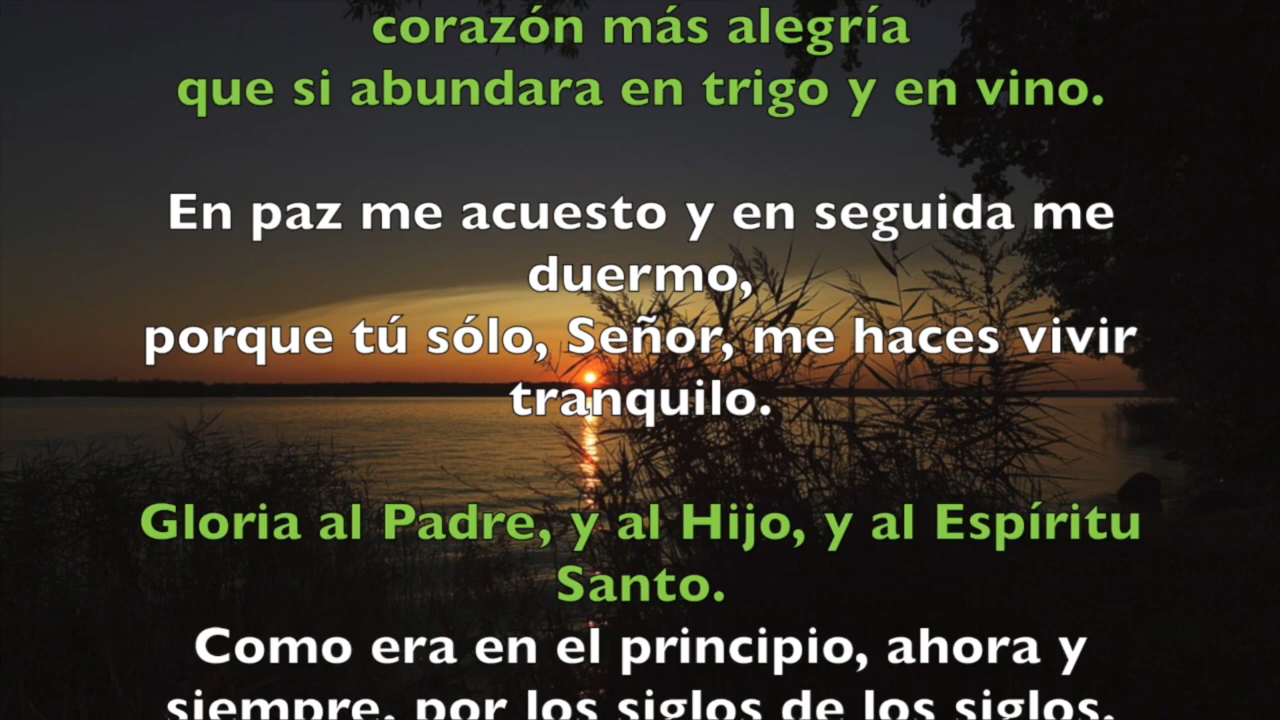 corazón más alegría
que si abundara en trigo y en vino.
En paz me acuesto y en seguida me
duermo,
porque tú sólo, Señor, me haces vivir
tranquilo.
Gloria al Padre, y al Hijo, y al Espíritu
Santo.
Como era en el principio, ahora y
siempre, por los siglos de los siglos.